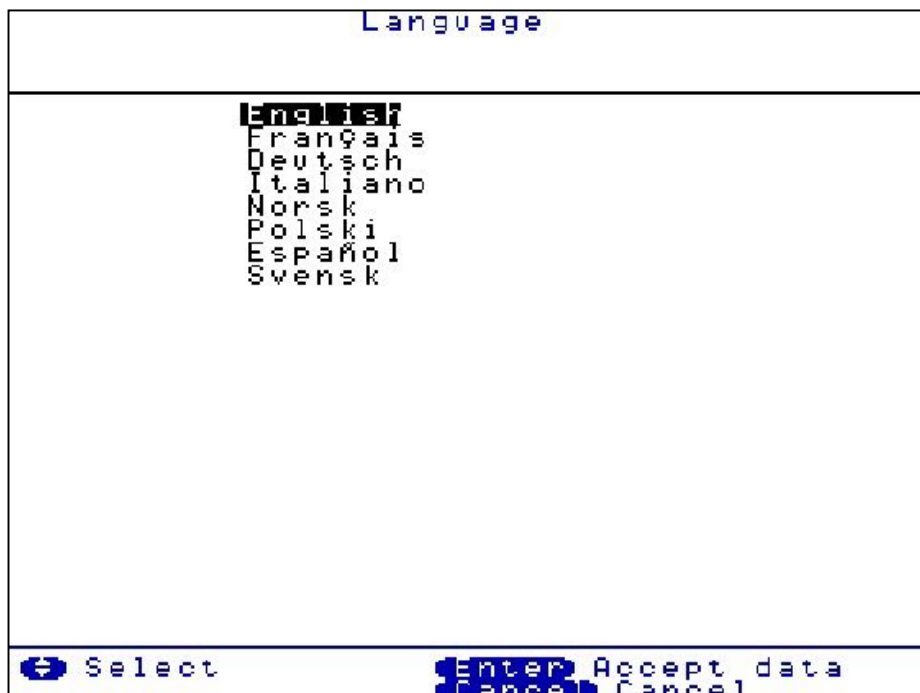 Language
English
Français
Deutsch
Italiano
Norsk
Polski
Español
Svensk
Select Enter Accept data
Cancel Cancel